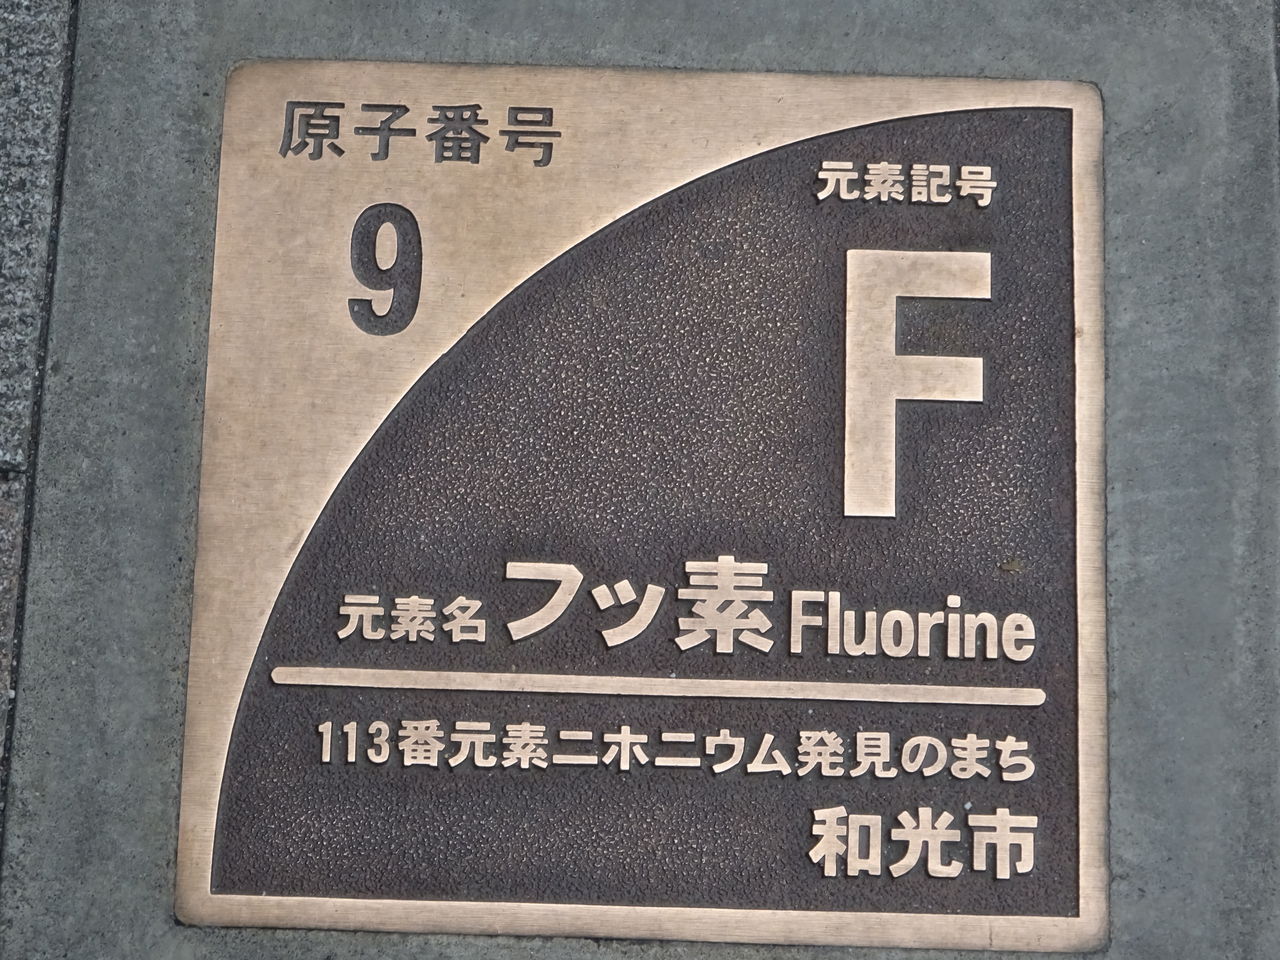 原子番号
9
元素記号
F
元素名 フッ素 Fluorine
113番元素ニホニウム発見のまち
和光市